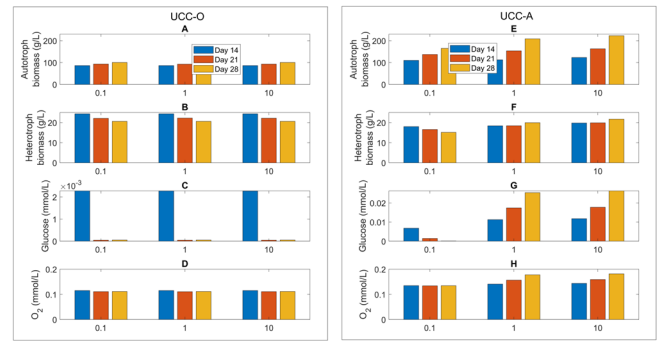 UCC-O
A
Autotroph
biomass (g/L)
200
100
0
Day 14
Day 21
Day 28
0.1
1
10
B
Heterotroph
biomass (g/L)
20
10
0
0.1
1
10
C
×10⁻³
Glucose (mmol/L)
2
1
0
0.1
1
10
D
O₂ (mmol/L)
0.2
0.1
0
0.1
1
10
UCC-A
E
Autotroph
biomass (g/L)
200
100
0
Day 14
Day 21
Day 28
0.1
1
10
F
Heterotroph
biomass (g/L)
20
10
0
0.1
1
10
G
Glucose (mmol/L)
0.02
0.01
0
0.1
1
10
H
O₂ (mmol/L)
0.2
0.1
0
0.1
1
10